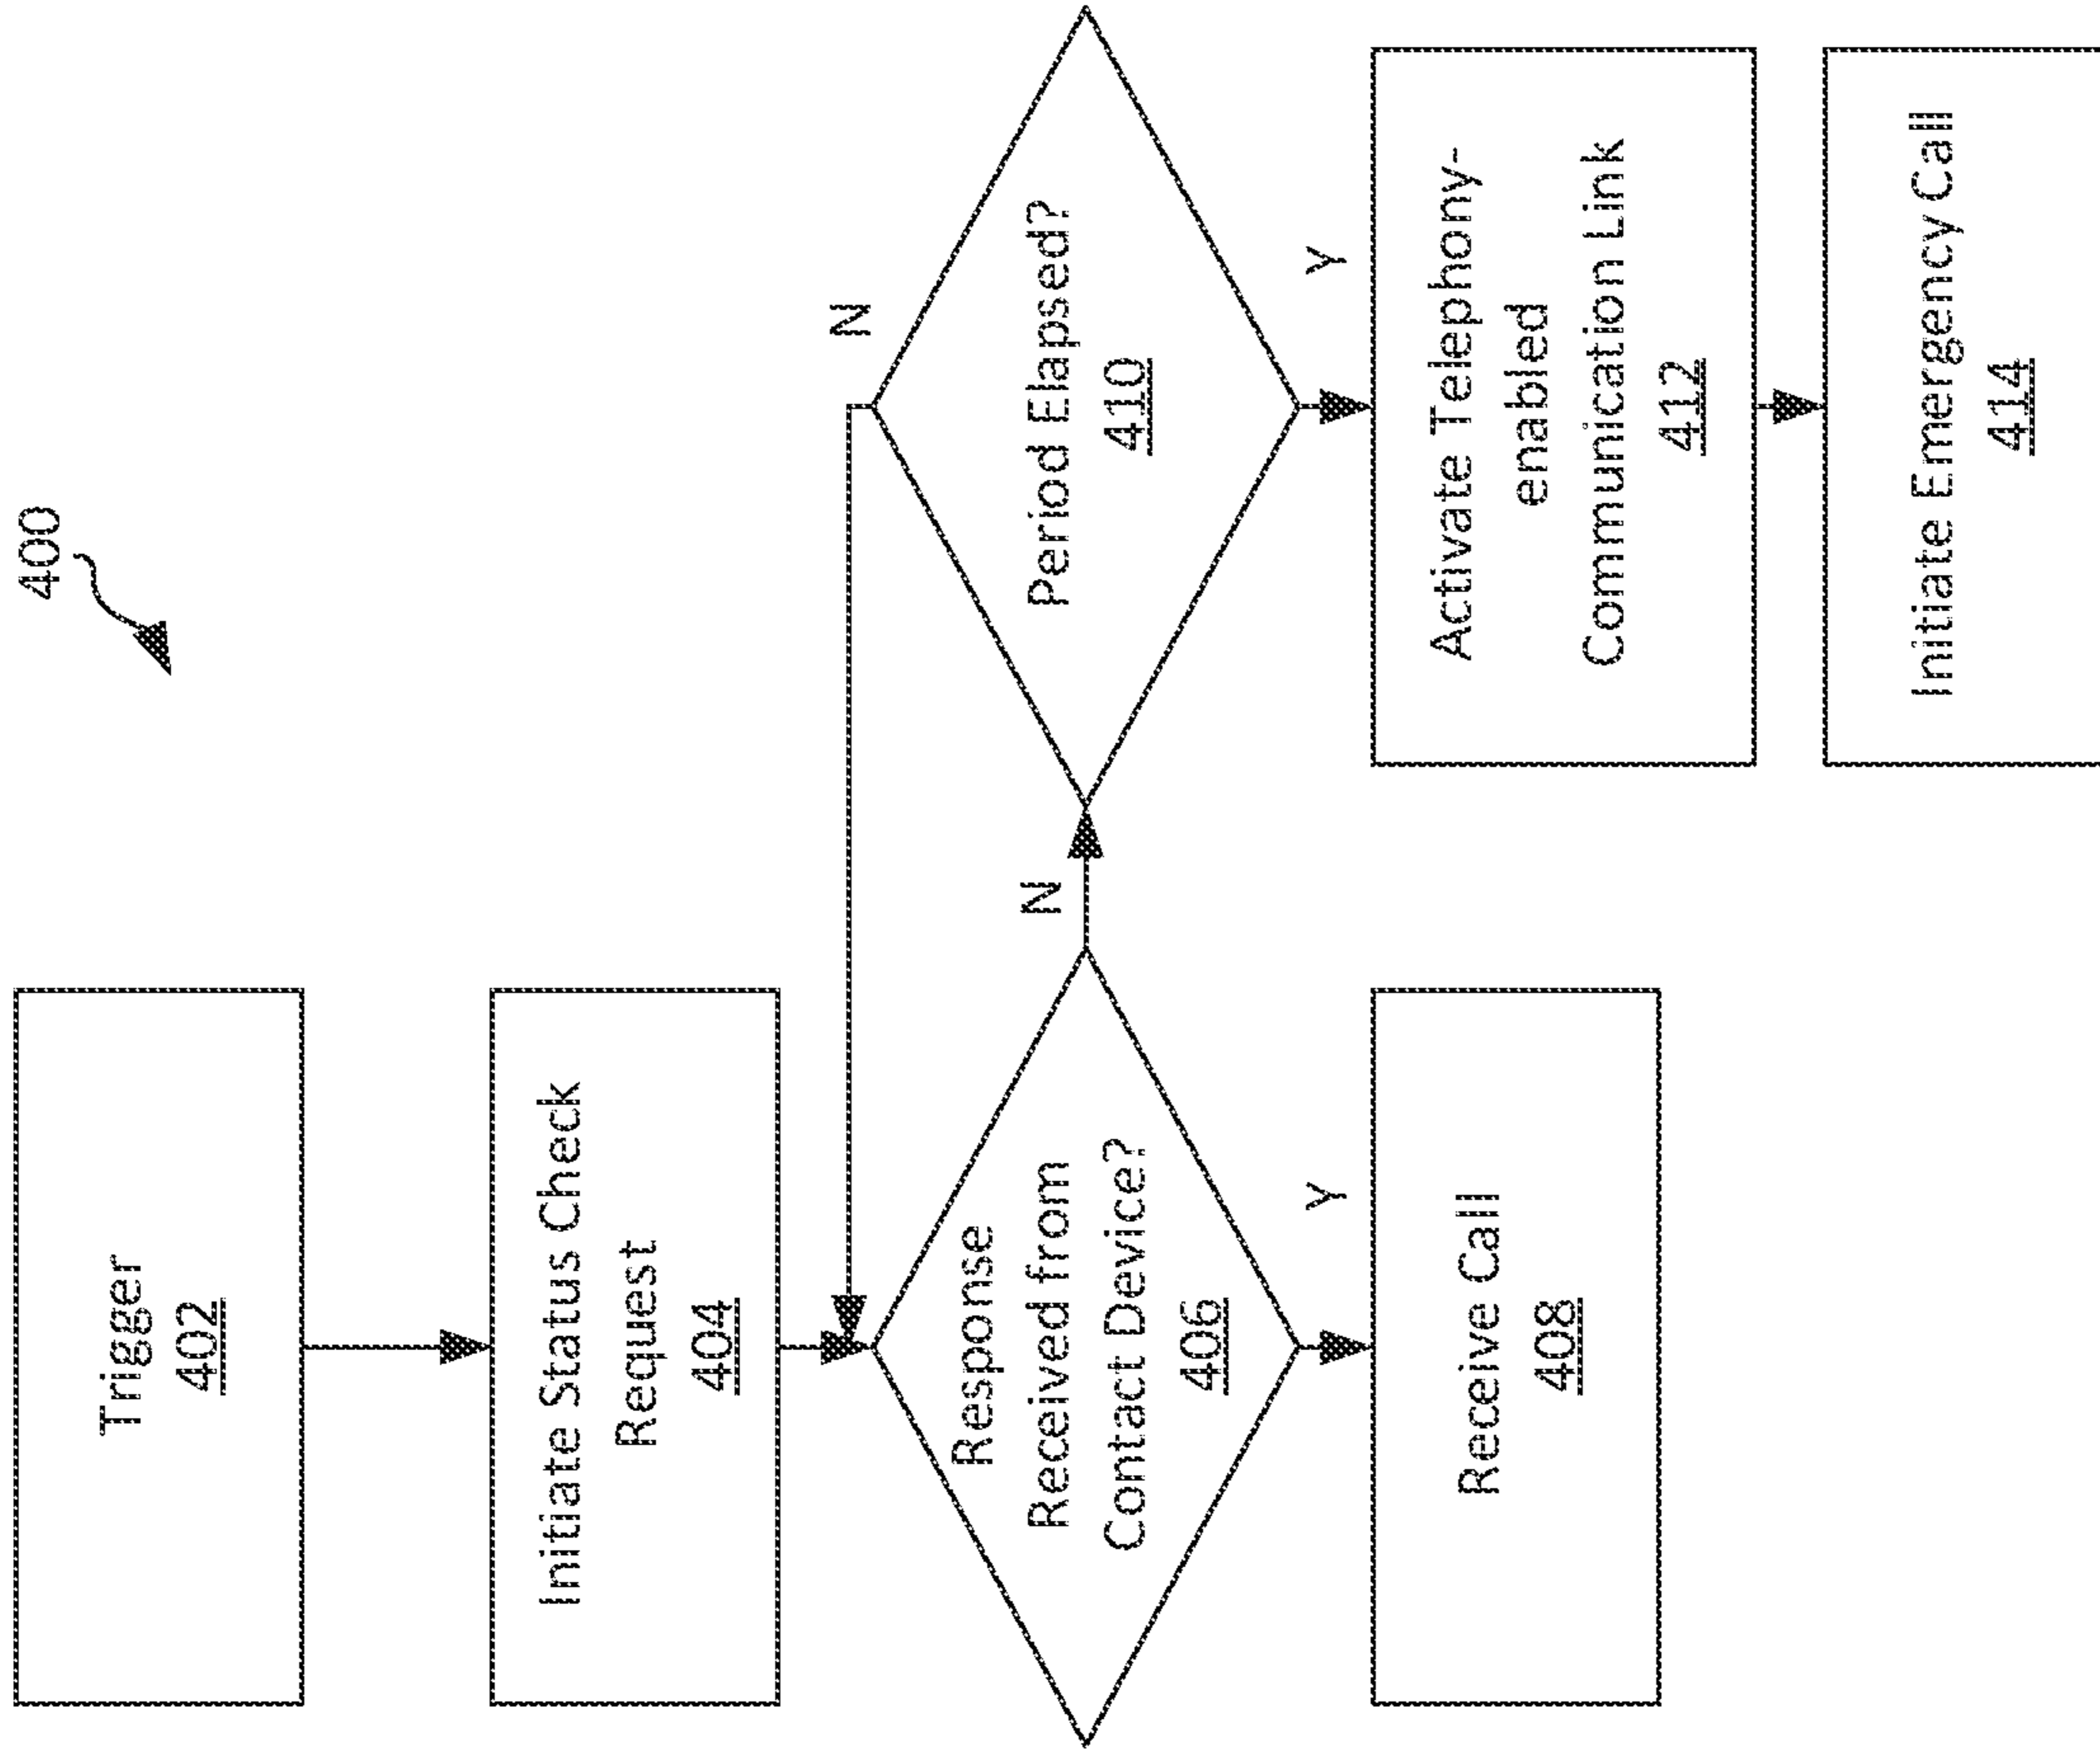 400
Trigger
402
Initiate Status Check
Request
404
Response
Received from
Contact Device?
406
N
Y
Receive Call
408
Period Elapsed?
410
N
Y
Activate Telephony-
enabled
Communication Link
412
Initiate Emergency Call
414